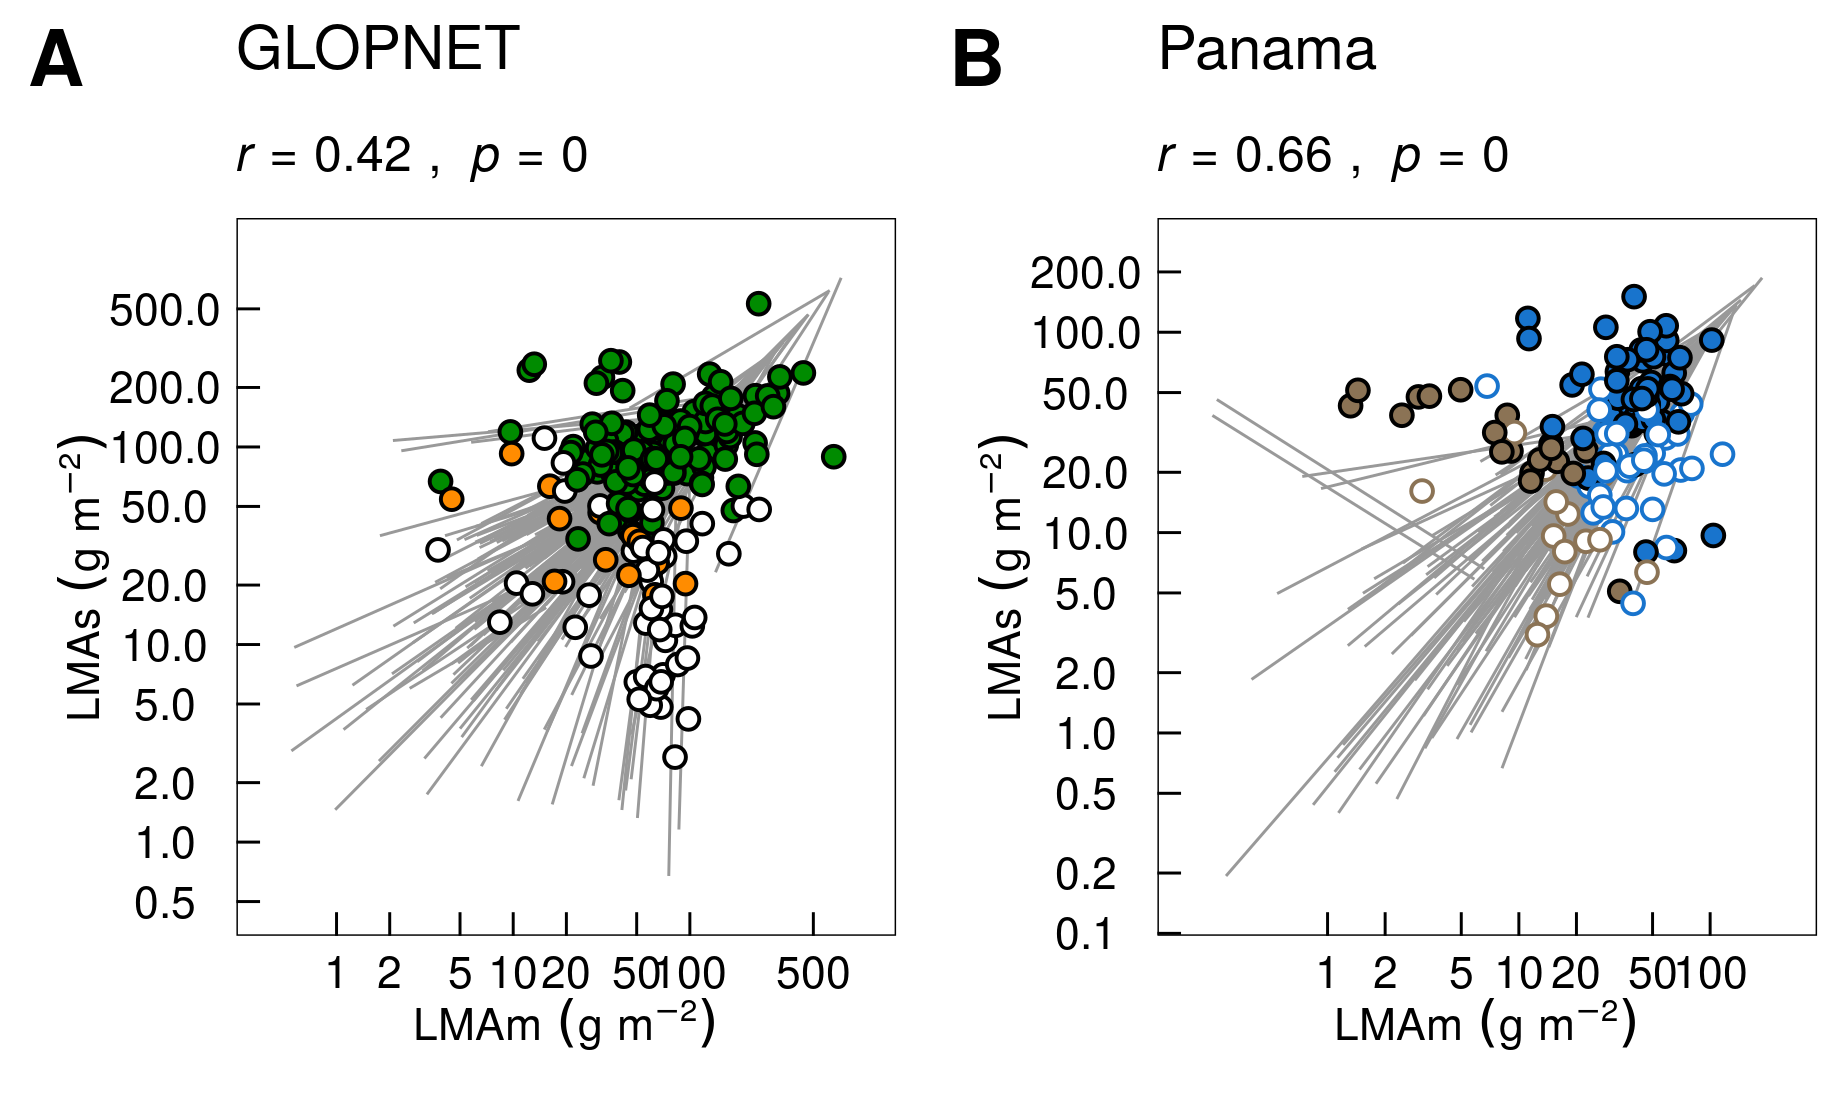 A GLOPNET
r = 0.42 , p = 0
500.0
200.0
100.0
50.0
20.0
10.0
5.0
2.0
1.0
0.5
LMAs (g m⁻²)
1 2 5 10 20 50 100 500
LMAm (g m⁻²)
B Panama
r = 0.66 , p = 0
200.0
100.0
50.0
20.0
10.0
5.0
2.0
1.0
0.5
0.2
0.1
LMAs (g m⁻²)
1 2 5 10 20 50 100
LMAm (g m⁻²)